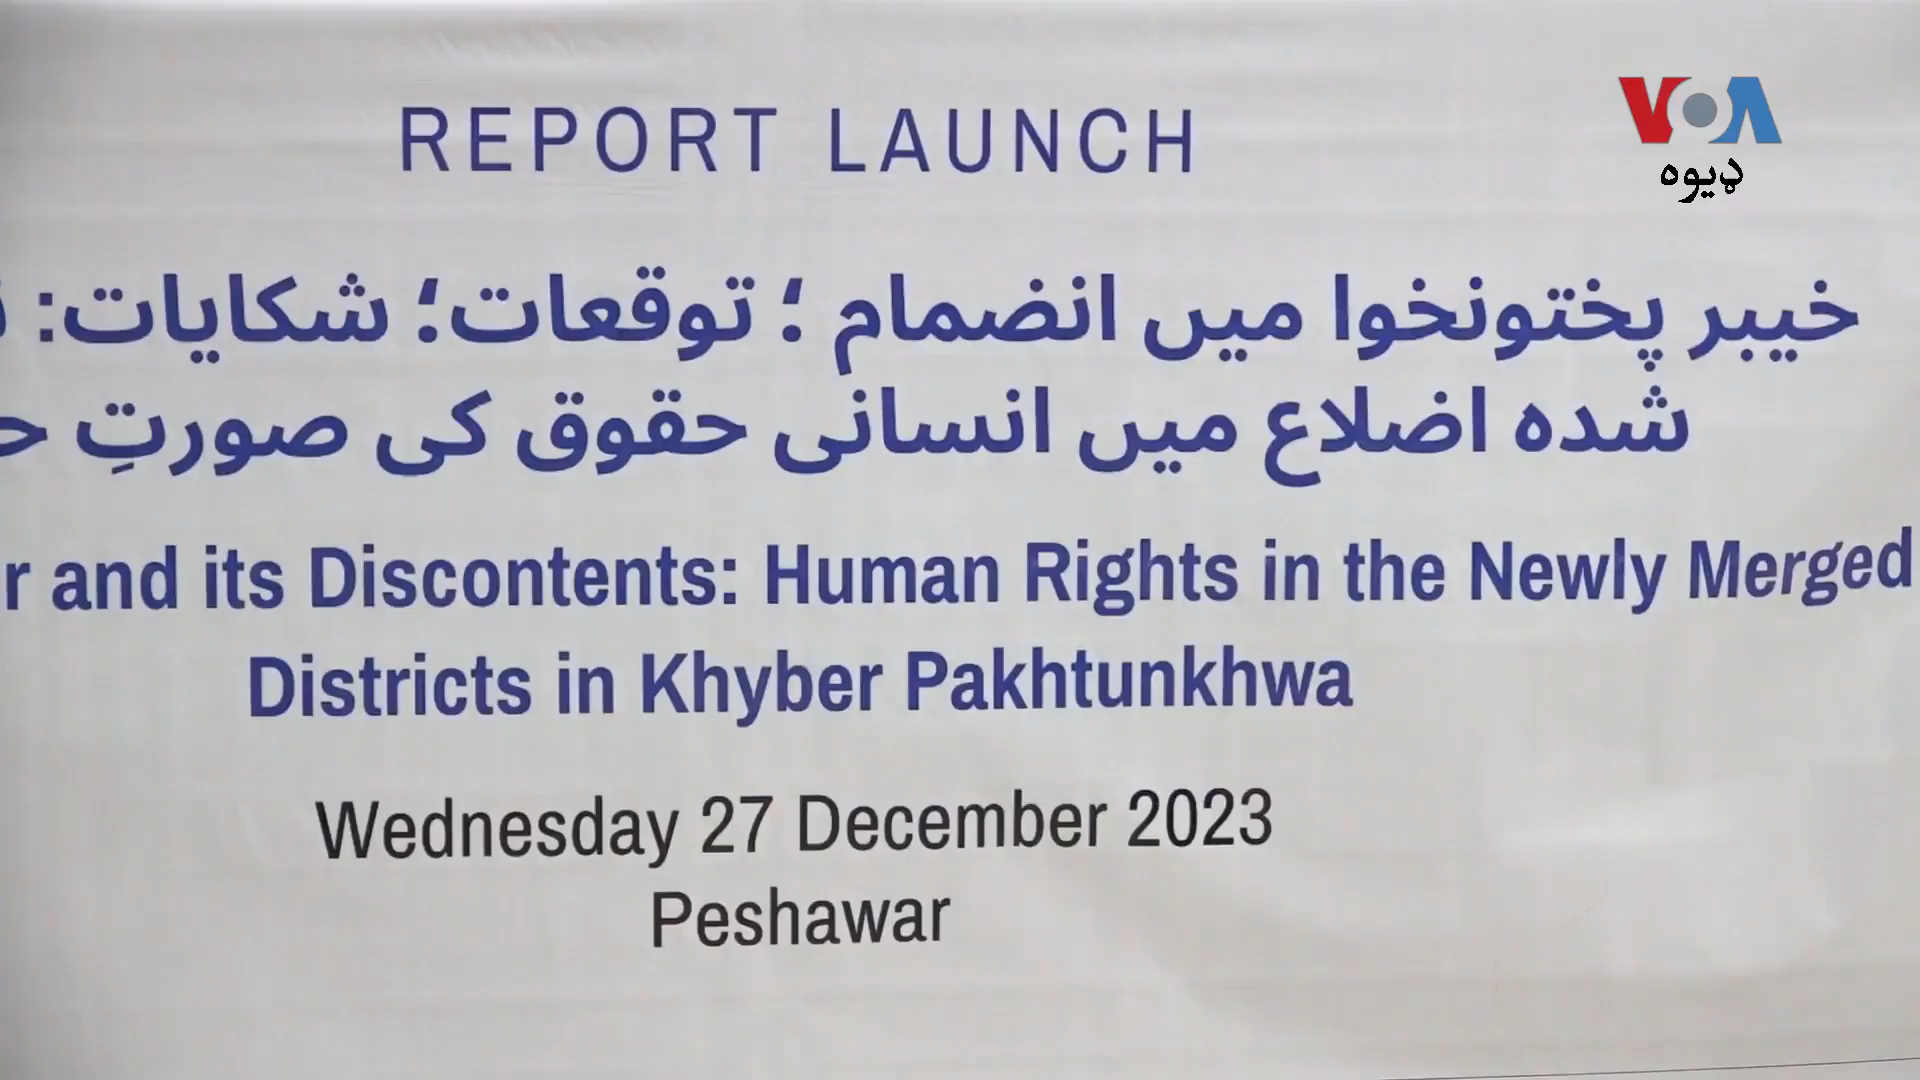 VOA
ډیوه
REPORT LAUNCH
خیبر پختونخوا میں انضمام ؛ توقعات؛ شکایات:
شدہ اضلاع میں انسانی حقوق کی صورتِ
r and its Discontents: Human Rights in the Newly Merged
Districts in Khyber Pakhtunkhwa
Wednesday 27 December 2023
Peshawar